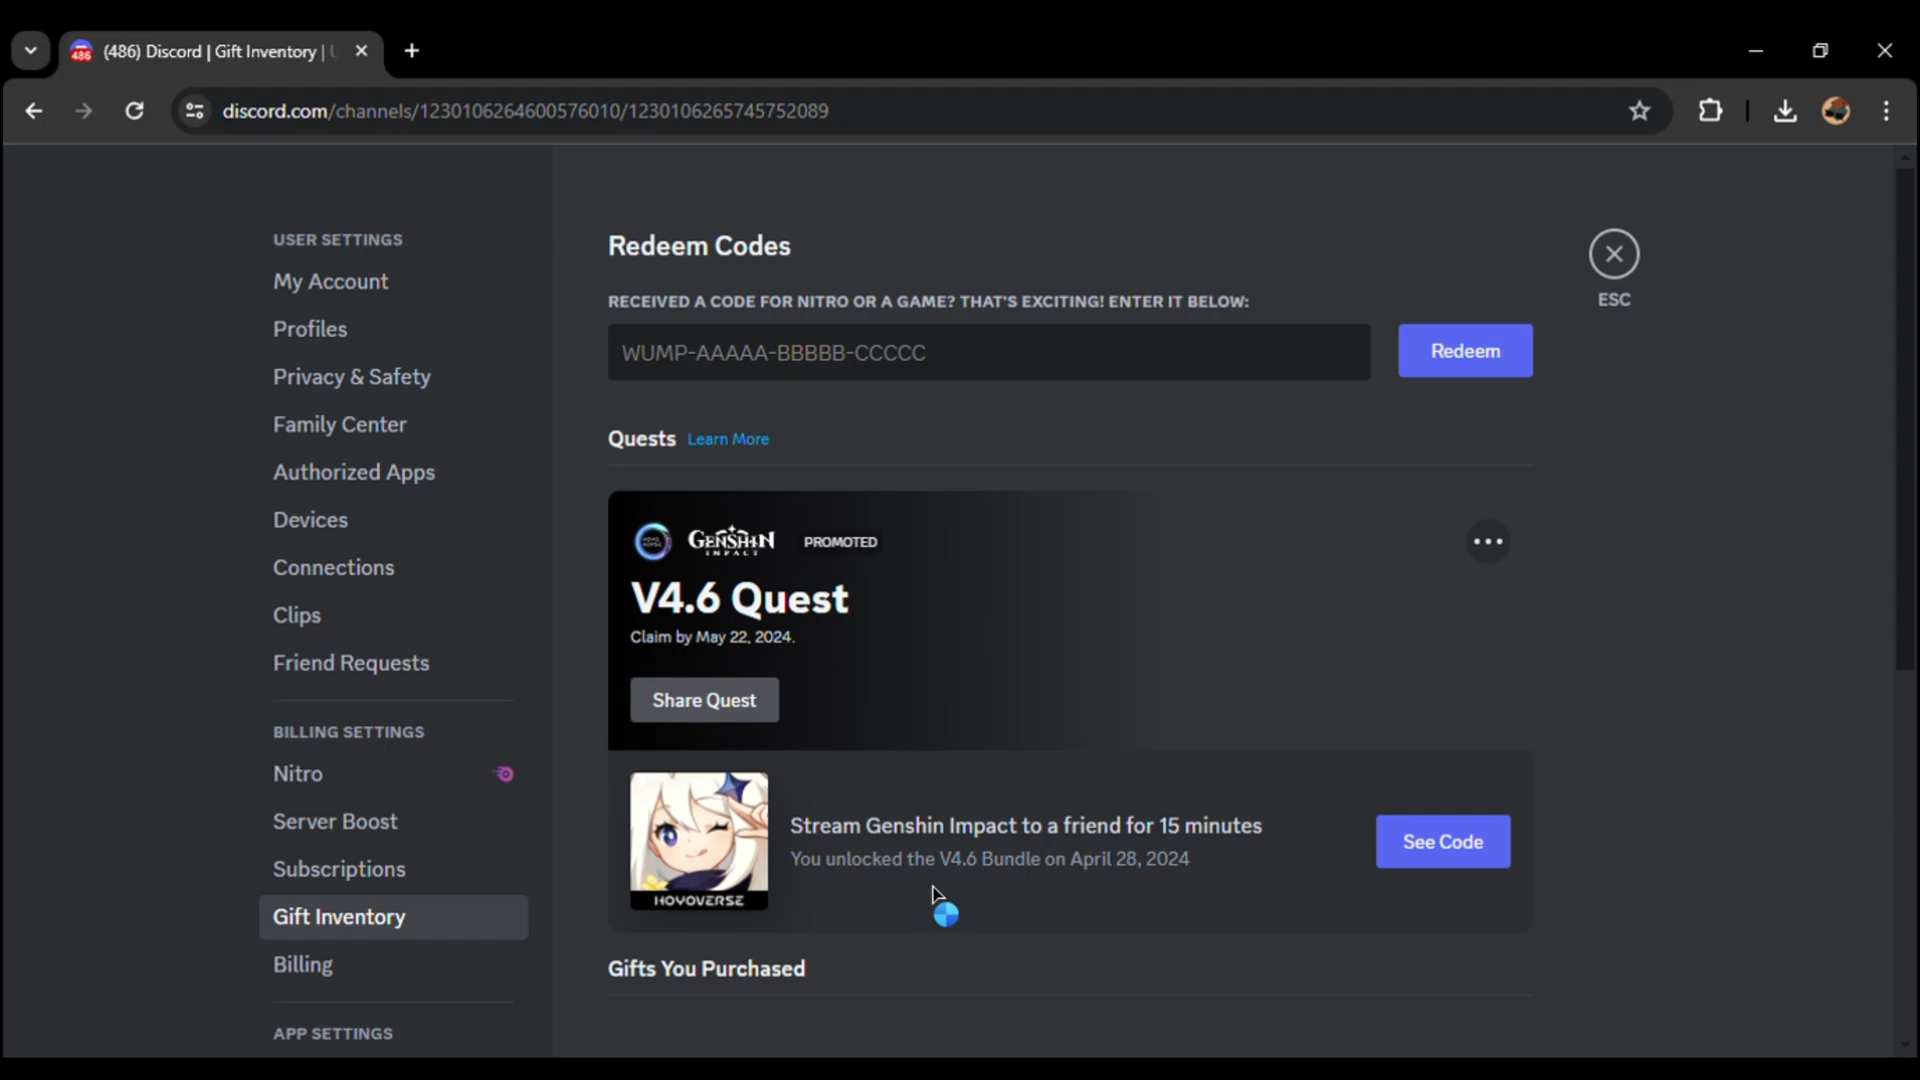 486
(486) Discord | Gift Inventory |
discord.com/channels/1230106264600576010/1230106265745752089
USER SETTINGS
My Account
Profiles
Privacy & Safety
Family Center
Authorized Apps
Devices
Connections
Clips
Friend Requests
BILLING SETTINGS
Nitro
Server Boost
Subscriptions
Gift Inventory
Billing
APP SETTINGS
Redeem Codes
RECEIVED A CODE FOR NITRO OR A GAME? THAT'S EXCITING! ENTER IT BELOW:
WUMP-AAAAA-BBBBB-CCCCC
Redeem
ESC
Quests Learn More
GENSHIN
IMPACT
PROMOTED
V4.6 Quest
Claim by May 22, 2024.
Share Quest
HOYOVERSE
Stream Genshin Impact to a friend for 15 minutes
You unlocked the V4.6 Bundle on April 28, 2024
See Code
Gifts You Purchased